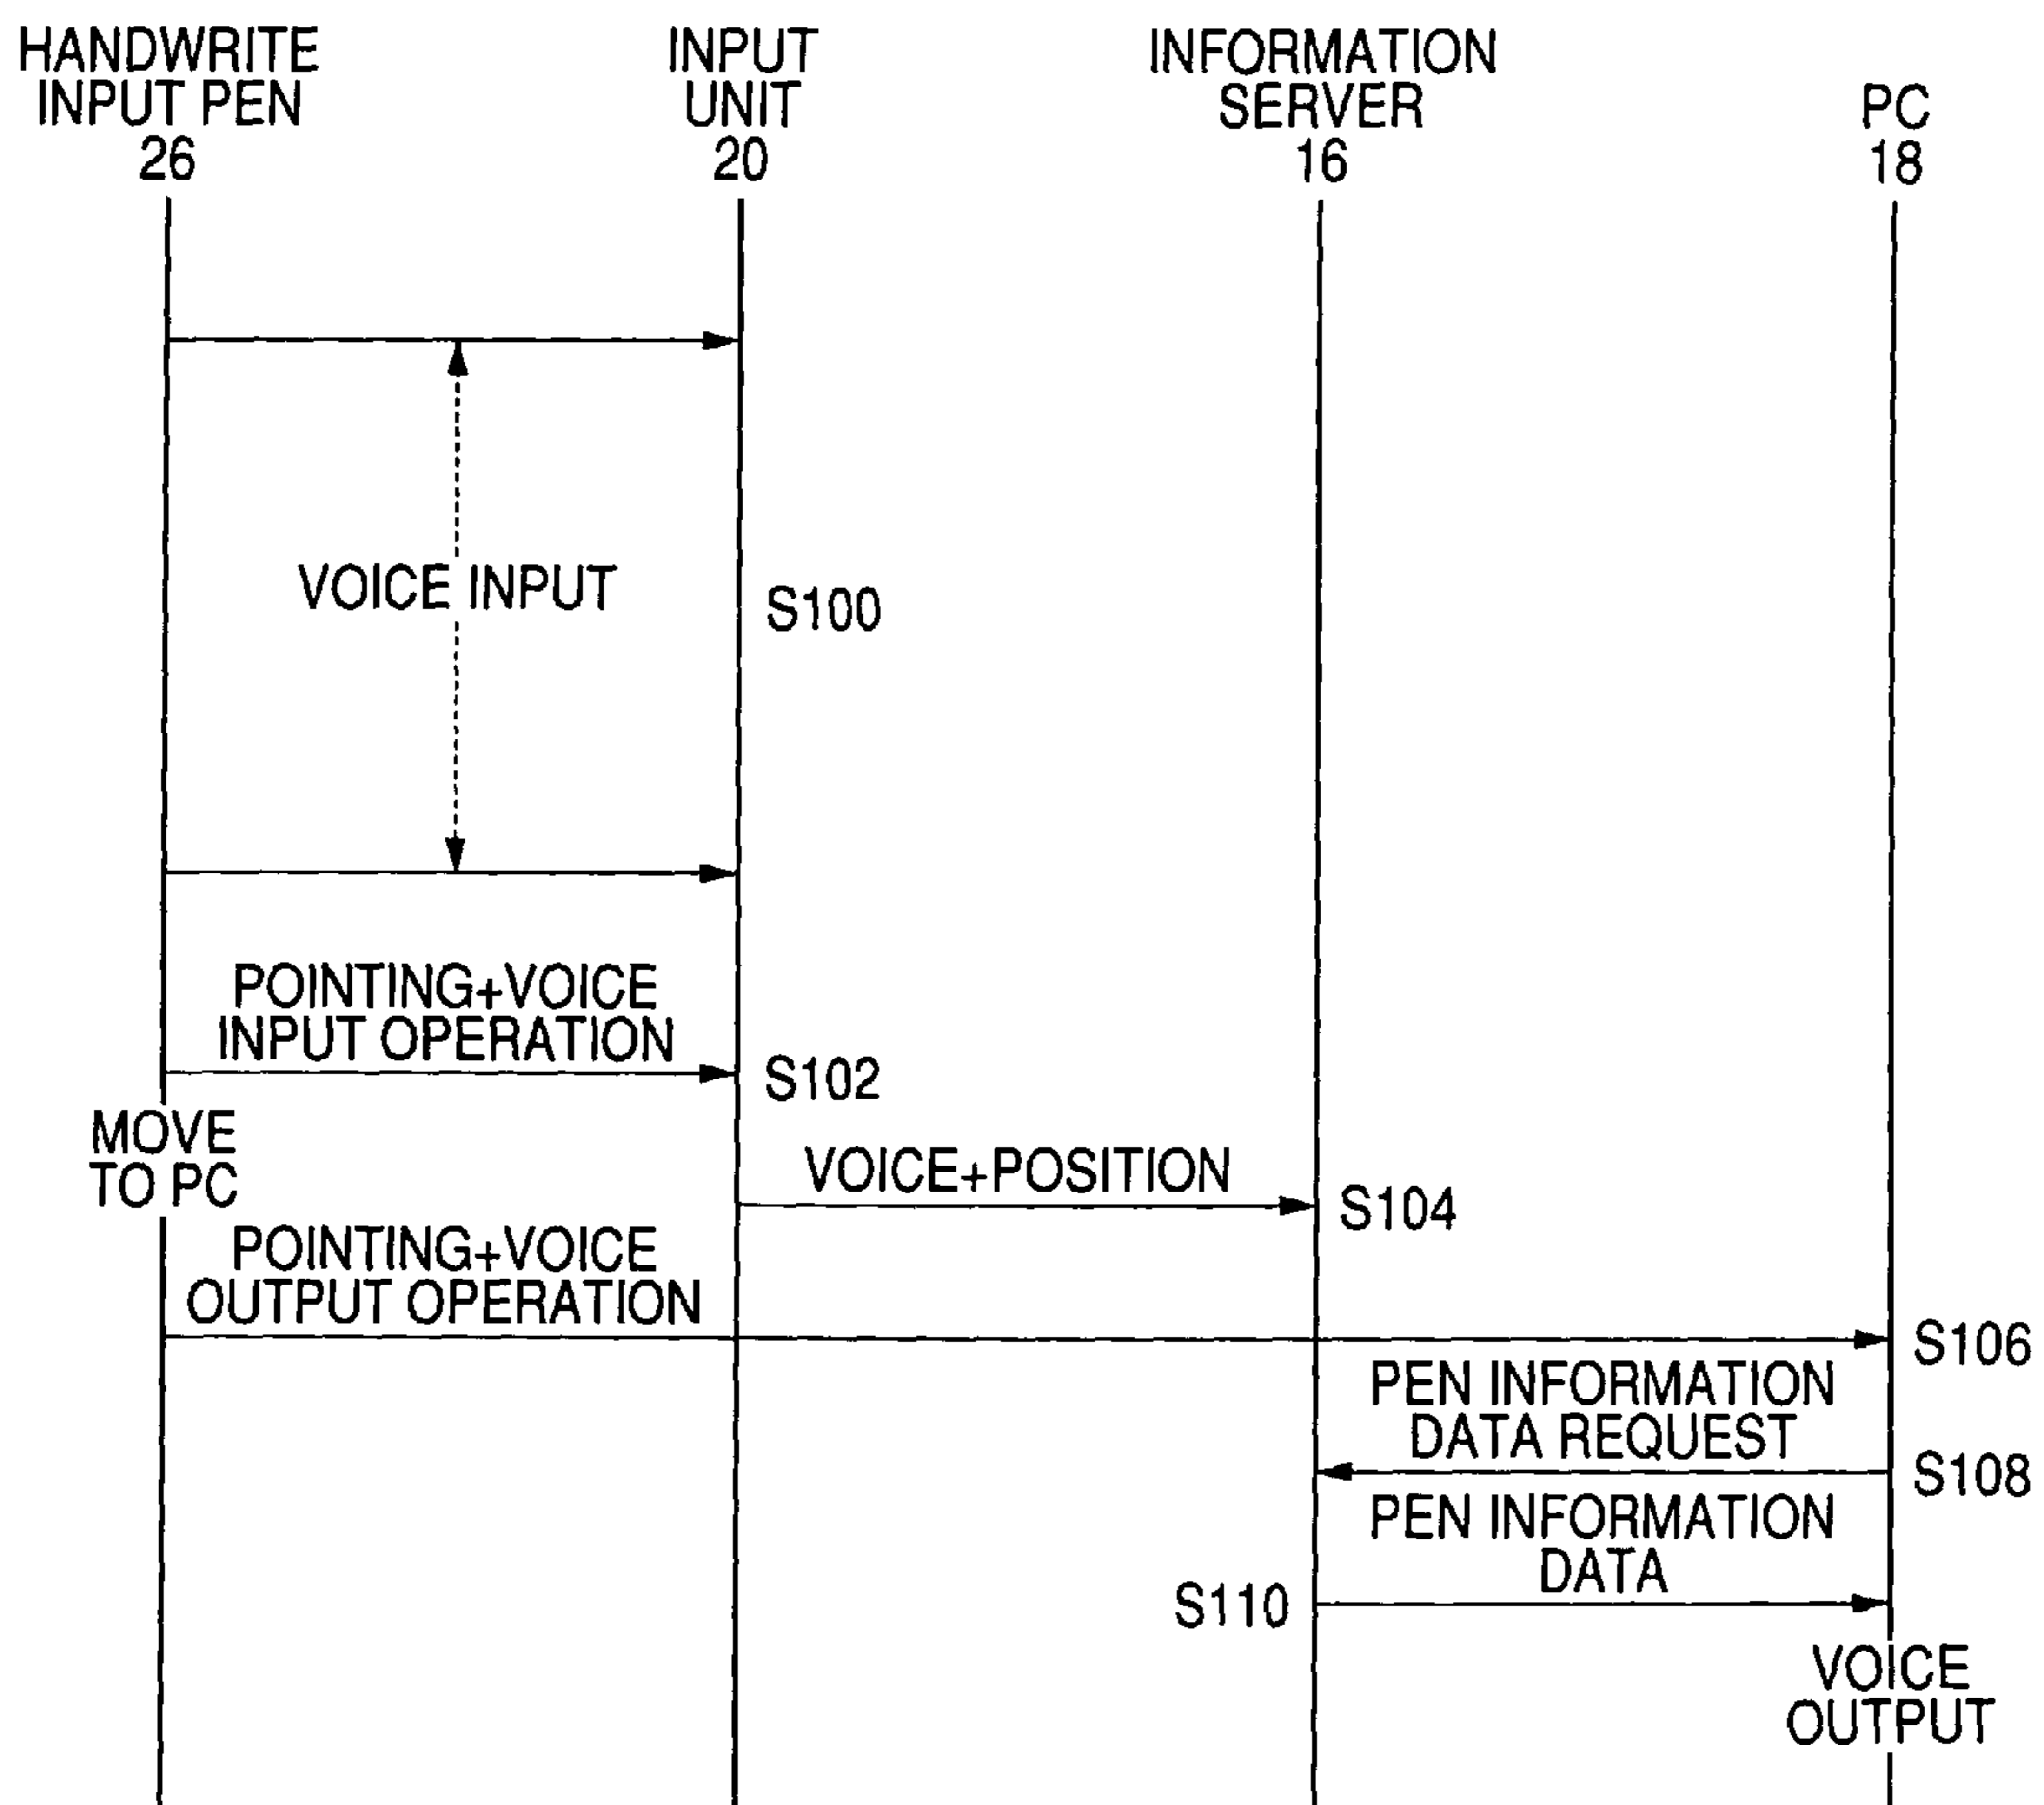 HANDWRITE
INPUT PEN
26
INPUT
UNIT
20
INFORMATION
SERVER
16
PC
18
VOICE INPUT
S100
POINTING+VOICE
INPUT OPERATION
S102
MOVE
TO PC
VOICE+POSITION
S104
POINTING+VOICE
OUTPUT OPERATION
S106
PEN INFORMATION
DATA REQUEST
S108
PEN INFORMATION
DATA
S110
VOICE
OUTPUT